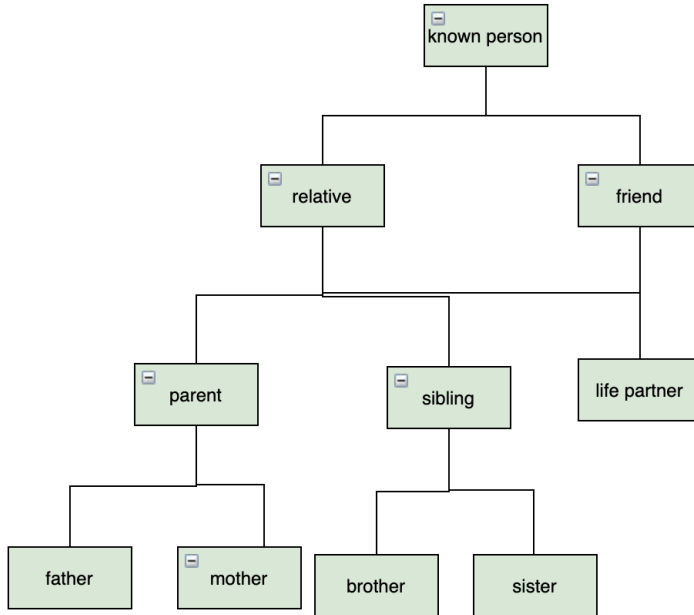 known person
relative
friend
parent
sibling
life partner
father
mother
brother
sister